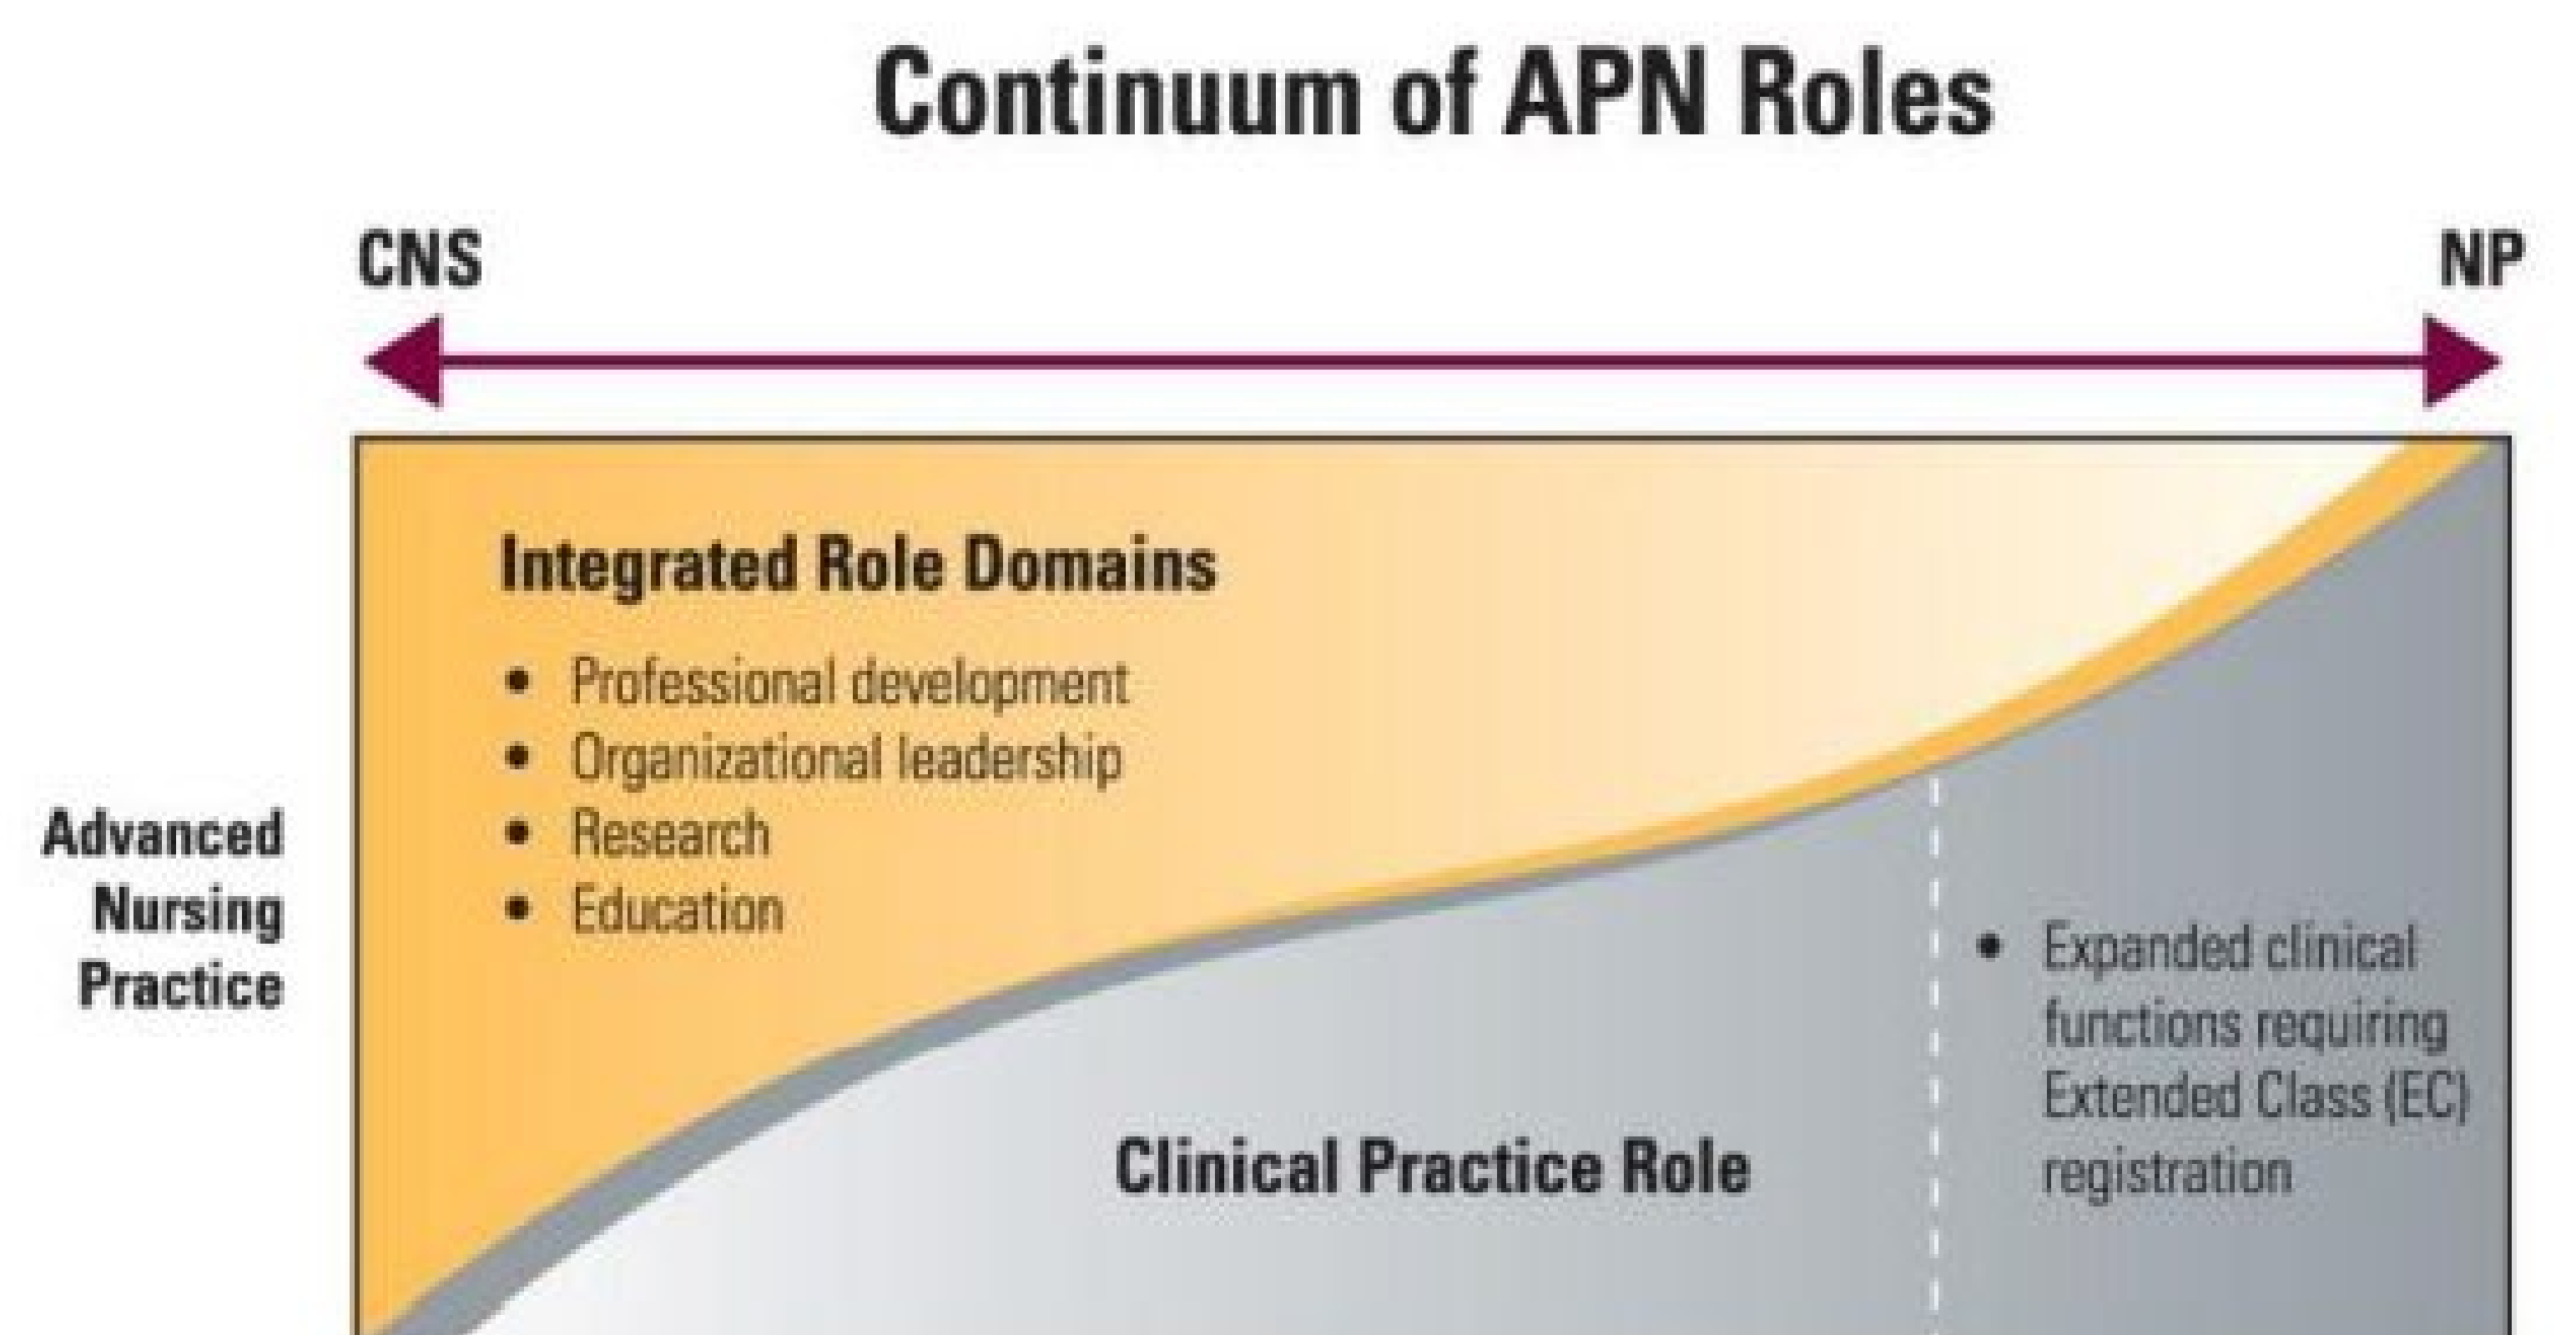 Continuum of APN Roles
CNS
NP
Integrated Role Domains
• Professional development
• Organizational leadership
• Research
• Education
Advanced
Nursing
Practice
• Expanded clinical
functions requiring
Extended Class (EC)
registration
Clinical Practice Role